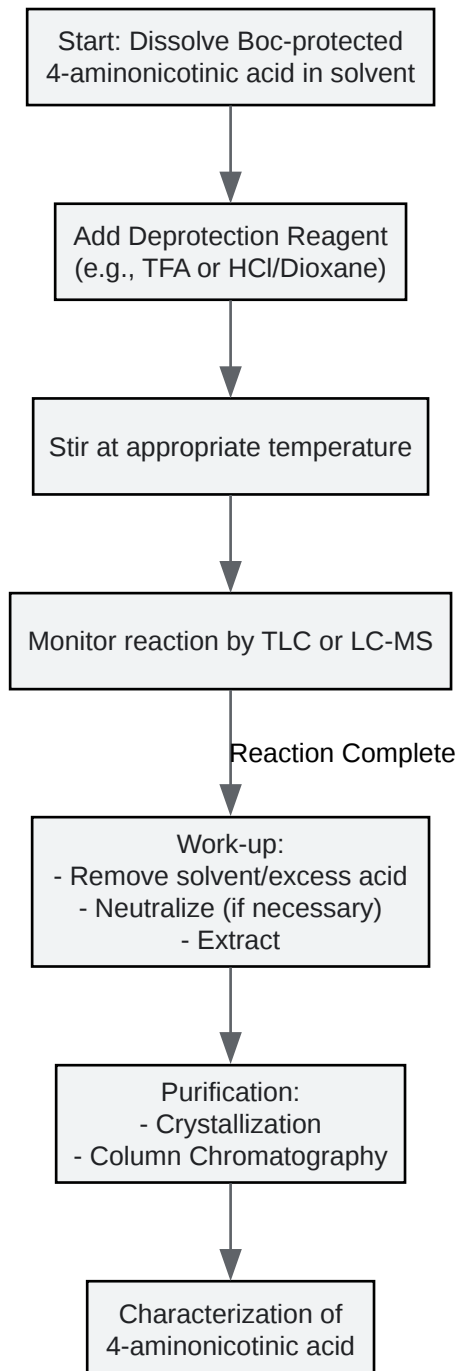 Start: Dissolve Boc-protected
4-aminonicotinic acid in solvent
Add Deprotection Reagent
(e.g., TFA or HCl/Dioxane)
Stir at appropriate temperature
Monitor reaction by TLC or LC-MS
Reaction Complete
Work-up:
- Remove solvent/excess acid
- Neutralize (if necessary)
- Extract
Purification:
- Crystallization
- Column Chromatography
Characterization of
4-aminonicotinic acid